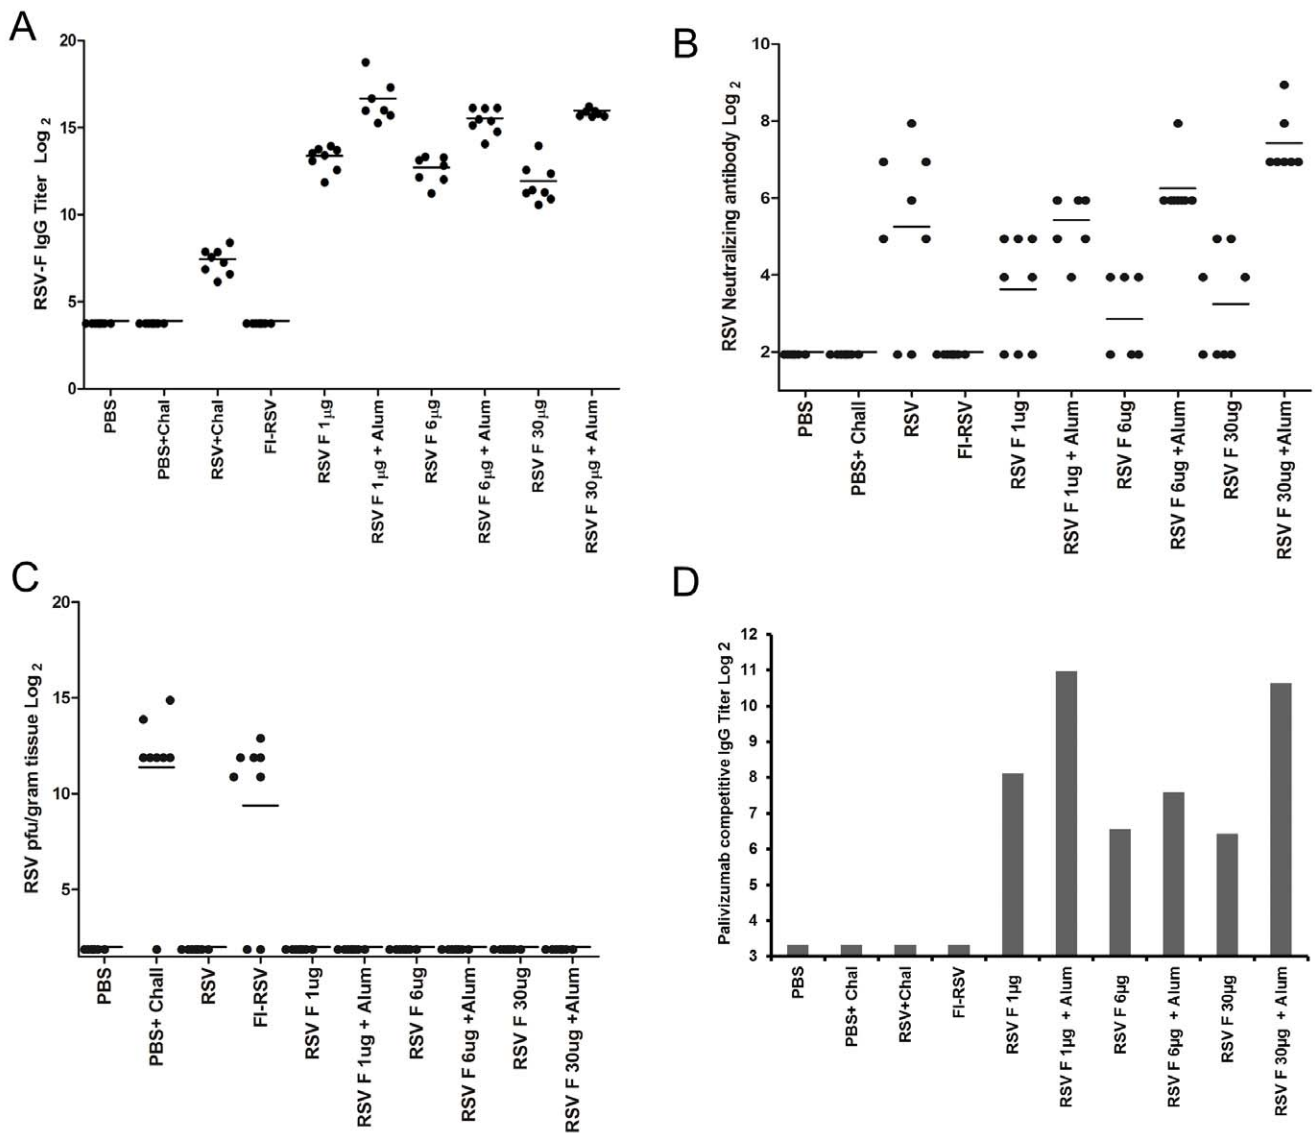 A
RSV-F IgG Titer Log 2
20
15
10
5
0
PBS
PBS+Chal
RSV+Chal
FI-RSV
RSV F 1µg
RSV F 1µg + Alum
RSV F 6µg
RSV F 6µg + Alum
RSV F 30µg
RSV F 30µg + Alum
B
RSV Neutralizing antibody Log 2
10
8
6
4
2
PBS
PBS+ Chall
RSV
FI-RSV
RSV F 1ug
RSV F 1ug + Alum
RSV F 6ug
RSV F 6ug +Alum
RSV F 30ug
RSV F 30ug +Alum
C
RSV pfu/gram tissue Log 2
20
15
10
5
PBS
PBS+ Chall
RSV
FI-RSV
RSV F 1ug
RSV F 1ug + Alum
RSV F 6ug
RSV F 6ug +Alum
RSV F 30ug
RSV F 30ug +Alum
D
Palivizumab competitive IgG Titer Log 2
12
11
10
9
8
7
6
5
4
3
PBS
PBS+ Chal
RSV+Chal
FI-RSV
RSV F 1µg
RSV F 1µg + Alum
RSV F 6µg
RSV F 6µg + Alum
RSV F 30µg
RSV F 30µg + Alum